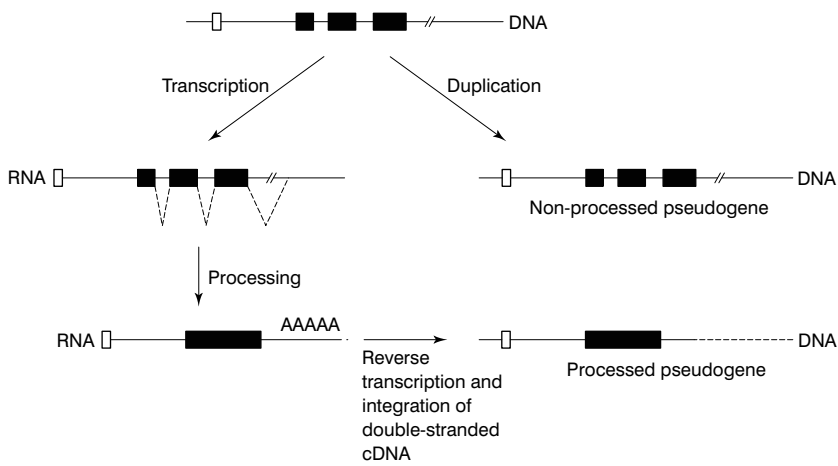 DNA
Transcription
Duplication
RNA
DNA
Non-processed pseudogene
Processing
AAAAA
RNA
DNA
Reverse
transcription and
integration of
double-stranded
cDNA
Processed pseudogene